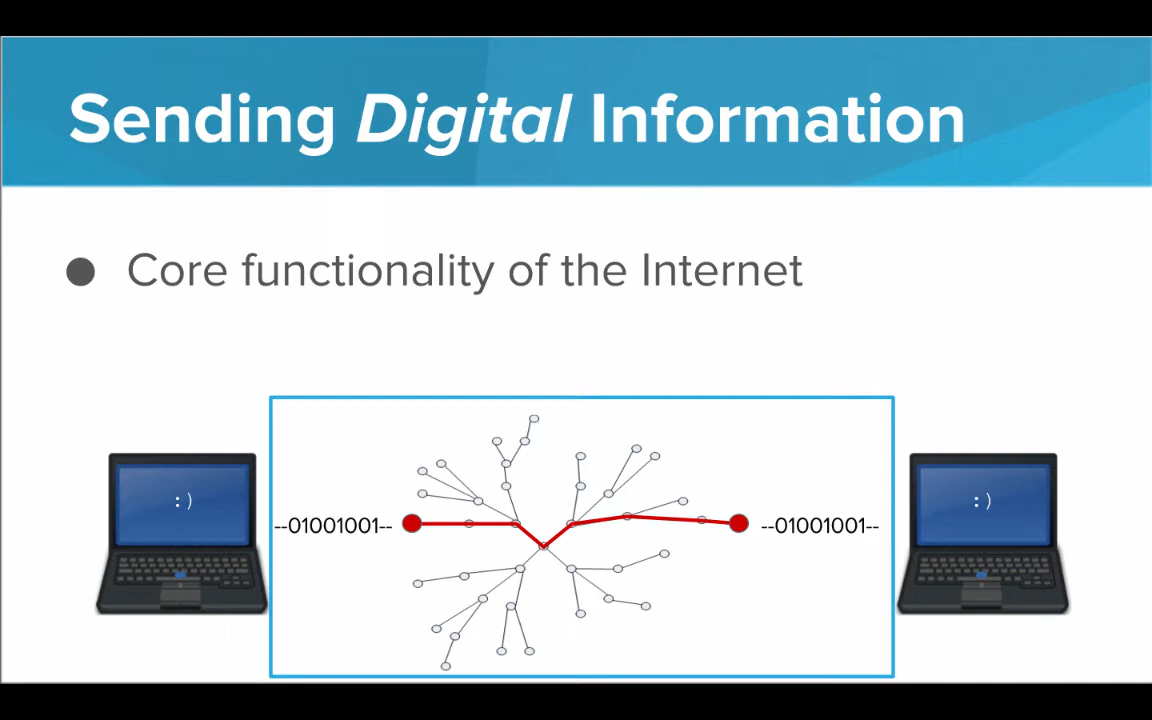 Sending Digital Information
● Core functionality of the Internet
:) :)
--01001001-- --01001001--